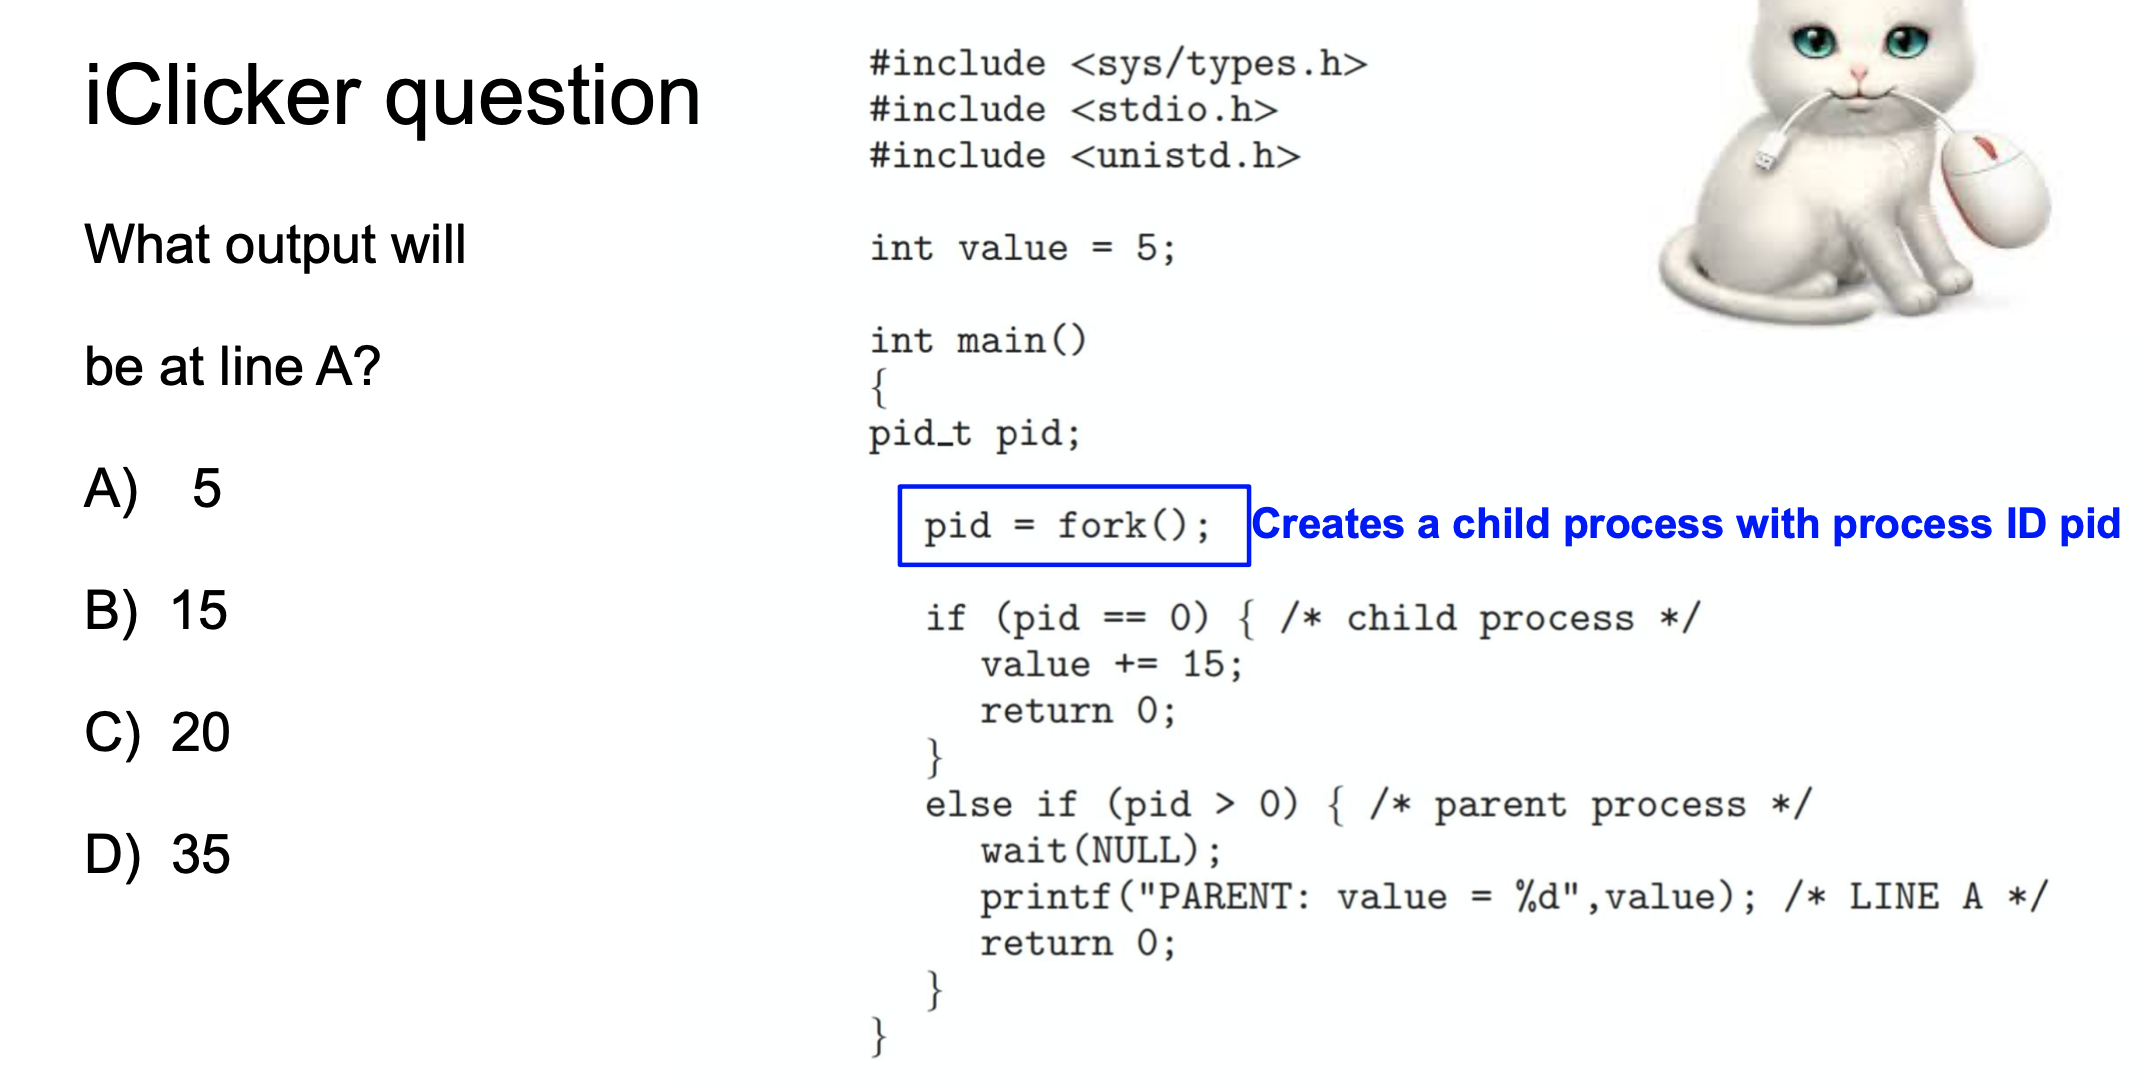 iClicker question
What output will
be at line A?
A) 5
B) 15
C) 20
D) 35
#include <sys/types.h>
#include <stdio.h>
#include <unistd.h>
int value = 5;
int main()
{
pid_t pid;
pid = fork(); Creates a child process with process ID pid
if (pid == 0) { /* child process */
value += 15;
return 0;
}
else if (pid > 0) { /* parent process */
wait(NULL);
printf("PARENT: value = %d",value); /* LINE A */
return 0;
}
}